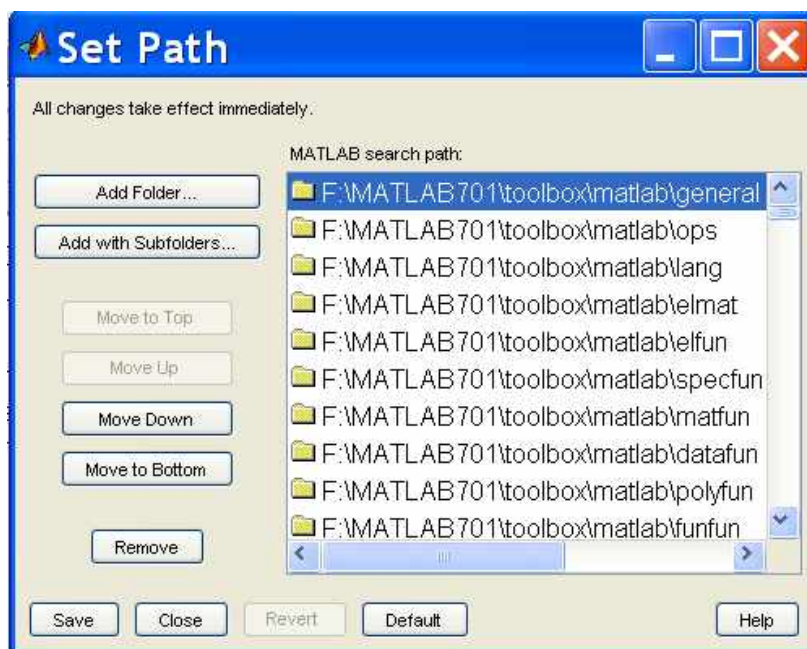 Set Path
All changes take effect immediately.
MATLAB search path:
Add Folder...
Add with Subfolders...
Move to Top
Move Up
Move Down
Move to Bottom
Remove
F:\MATLAB701\toolbox\matlab\general
F:\MATLAB701\toolbox\matlab\ops
F:\MATLAB701\toolbox\matlab\lang
F:\MATLAB701\toolbox\matlab\elmat
F:\MATLAB701\toolbox\matlab\elfun
F:\MATLAB701\toolbox\matlab\specfun
F:\MATLAB701\toolbox\matlab\matfun
F:\MATLAB701\toolbox\matlab\datafun
F:\MATLAB701\toolbox\matlab\polyfun
F:\MATLAB701\toolbox\matlab\funfun
Save
Close
Revert
Default
Help